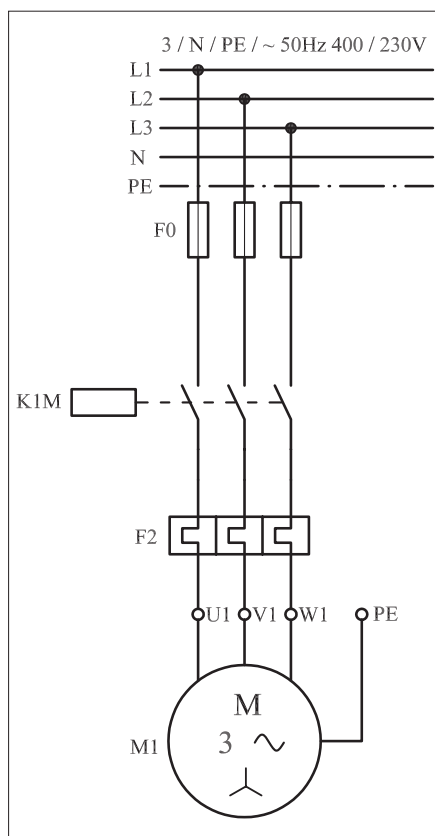 3 / N / PE / ~ 50Hz 400 / 230V
L1
L2
L3
N
PE
F0
K1M
F2
U1 V1 W1 PE
M
M1 3